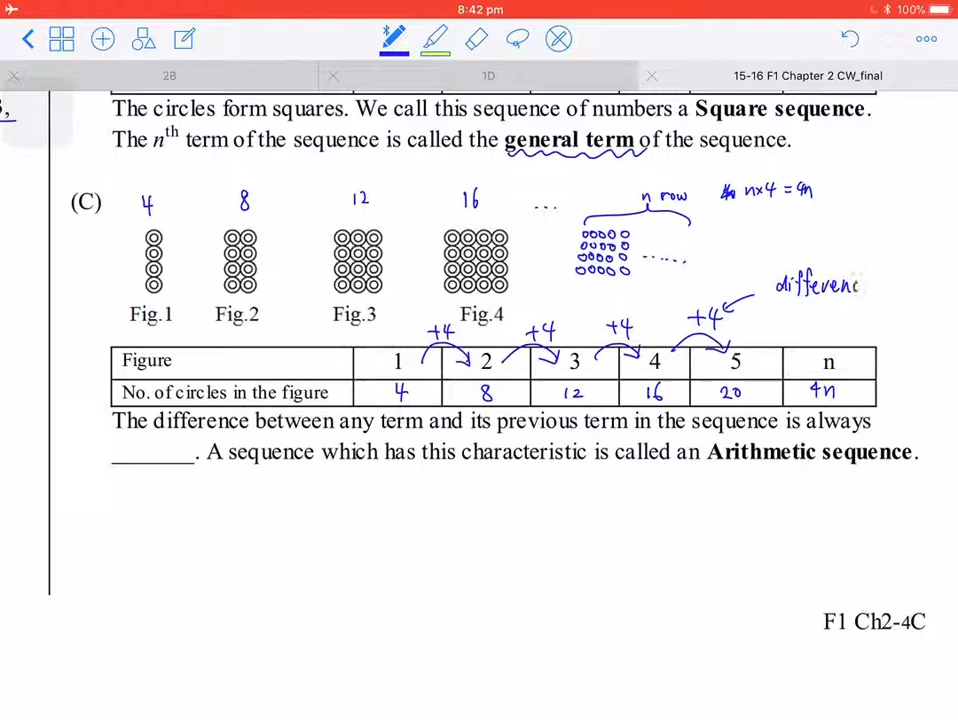 8:42 pm
100%
2B
1D
15-16 F1 Chapter 2 CW_final
3,
The circles form squares. We call this sequence of numbers a Square sequence.
The nth term of the sequence is called the general term of the sequence.
(C) 4 8 12 16 ... n row n×4 = 4n
......
Fig.1 Fig.2 Fig.3 Fig.4
differenc
+4 +4 +4 +4
Figure 1 2 3 4 5 n
No. of circles in the figure 4 8 12 16 20 4n
The difference between any term and its previous term in the sequence is always
_______. A sequence which has this characteristic is called an Arithmetic sequence.
F1 Ch2-4C